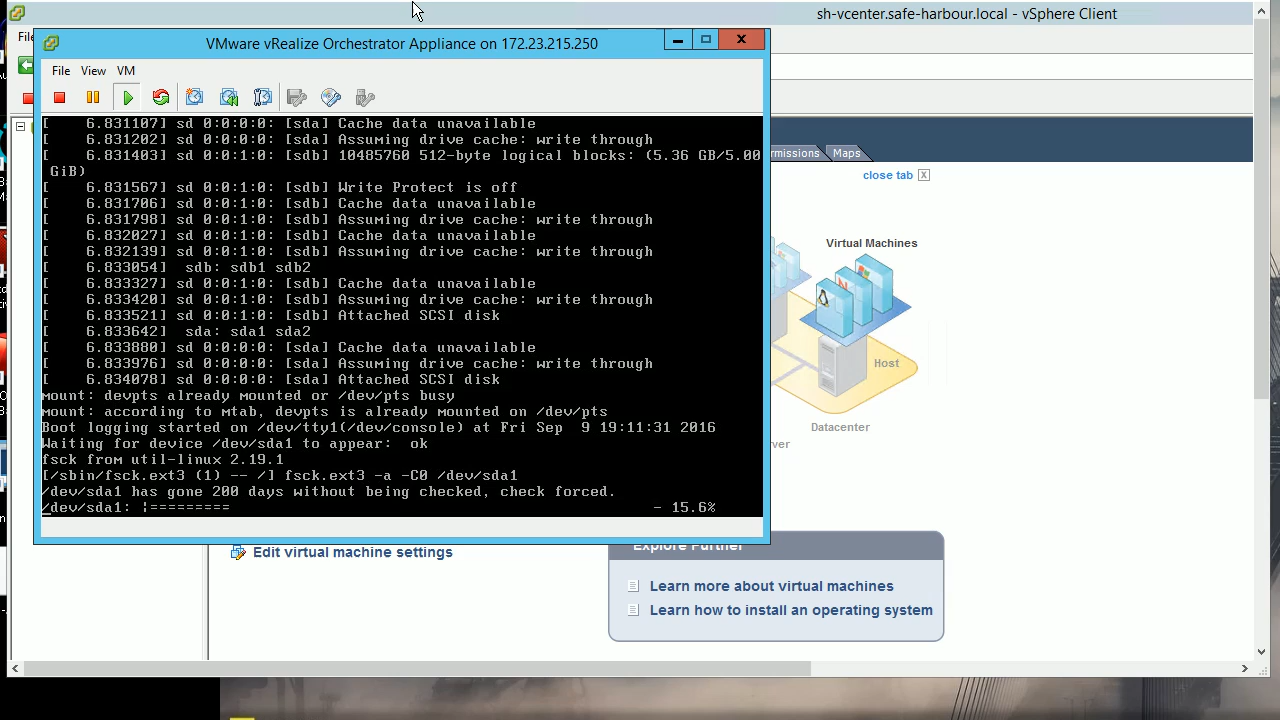 sh-vcenter.safe-harbour.local - vSphere Client
VMware vRealize Orchestrator Appliance on 172.23.215.250
File View VM
[    6.831107] sd 0:0:0:0: [sda] Cache data unavailable
[    6.831202] sd 0:0:0:0: [sda] Assuming drive cache: write through
[    6.831403] sd 0:0:1:0: [sdb] 10485760 512-byte logical blocks: (5.36 GB/5.00
GiB)
[    6.831567] sd 0:0:1:0: [sdb] Write Protect is off
[    6.831706] sd 0:0:1:0: [sdb] Cache data unavailable
[    6.831798] sd 0:0:1:0: [sdb] Assuming drive cache: write through
[    6.832027] sd 0:0:1:0: [sdb] Cache data unavailable
[    6.832139] sd 0:0:1:0: [sdb] Assuming drive cache: write through
[    6.833054]  sdb: sdb1 sdb2
[    6.833327] sd 0:0:1:0: [sdb] Cache data unavailable
[    6.833420] sd 0:0:1:0: [sdb] Assuming drive cache: write through
[    6.833521] sd 0:0:1:0: [sdb] Attached SCSI disk
[    6.833642]  sda: sda1 sda2
[    6.833880] sd 0:0:0:0: [sda] Cache data unavailable
[    6.833976] sd 0:0:0:0: [sda] Assuming drive cache: write through
[    6.834078] sd 0:0:0:0: [sda] Attached SCSI disk
mount: devpts already mounted or /dev/pts busy
mount: according to mtab, devpts is already mounted on /dev/pts
Boot logging started on /dev/tty1(/dev/console) at Fri Sep  9 19:11:31 2016
Waiting for device /dev/sda1 to appear:  ok
fsck from util-linux 2.19.1
[/sbin/fsck.ext3 (1) -- /] fsck.ext3 -a -C0 /dev/sda1
/dev/sda1 has gone 200 days without being checked, check forced.
/dev/sda1: |========= - 15.6%
Maps
close tab
Virtual Machines
Host
Datacenter
Edit virtual machine settings
Explore Further
Learn more about virtual machines
Learn how to install an operating system